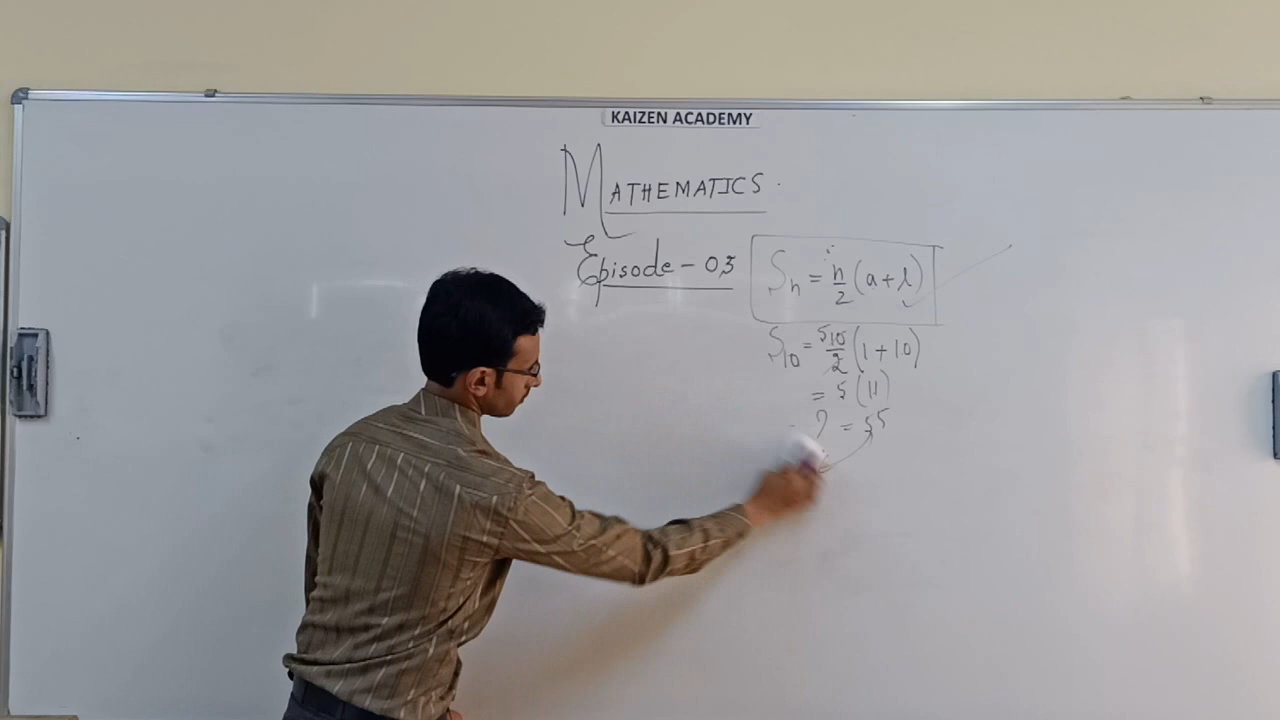 KAIZEN ACADEMY
MATHEMATICS.
Episode - 03
Sn = n/2 (a+l)
S10 = 10/2 (1+10)
= 5 (11)
= 55